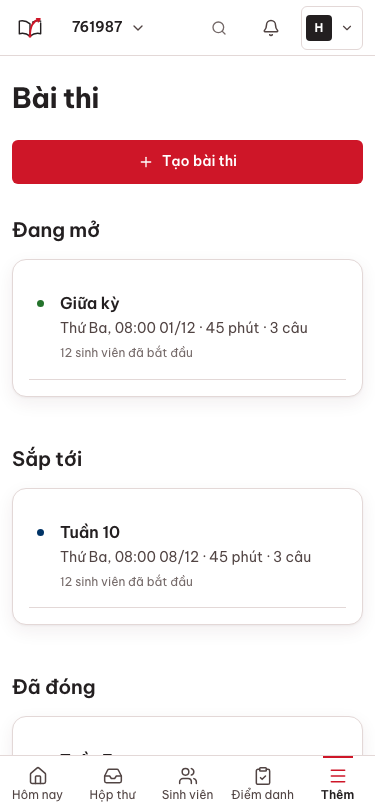 761987
H
Bài thi
Tạo bài thi
Đang mở
Giữa kỳ
Thứ Ba, 08:00 01/12 · 45 phút · 3 câu
12 sinh viên đã bắt đầu
Sắp tới
Tuần 10
Thứ Ba, 08:00 08/12 · 45 phút · 3 câu
12 sinh viên đã bắt đầu
Đã đóng
Hôm nay
Hộp thư
Sinh viên
Điểm danh
Thêm